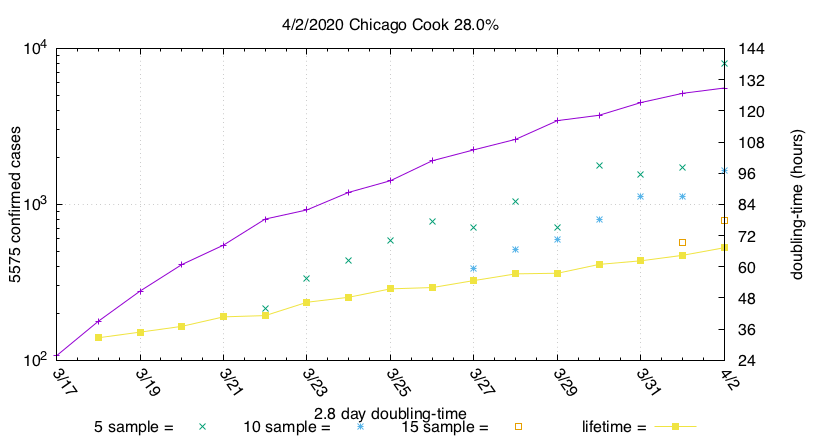 4/2/2020 Chicago Cook 28.0%
5575 confirmed cases
10^4
10^3
10^2
144
132
120
108
96
84
72
60
48
36
24
doubling-time (hours)
3/17 3/19 3/21 3/23 3/25 3/27 3/29 3/31 4/2
2.8 day doubling-time
5 sample = 10 sample = 15 sample = lifetime =